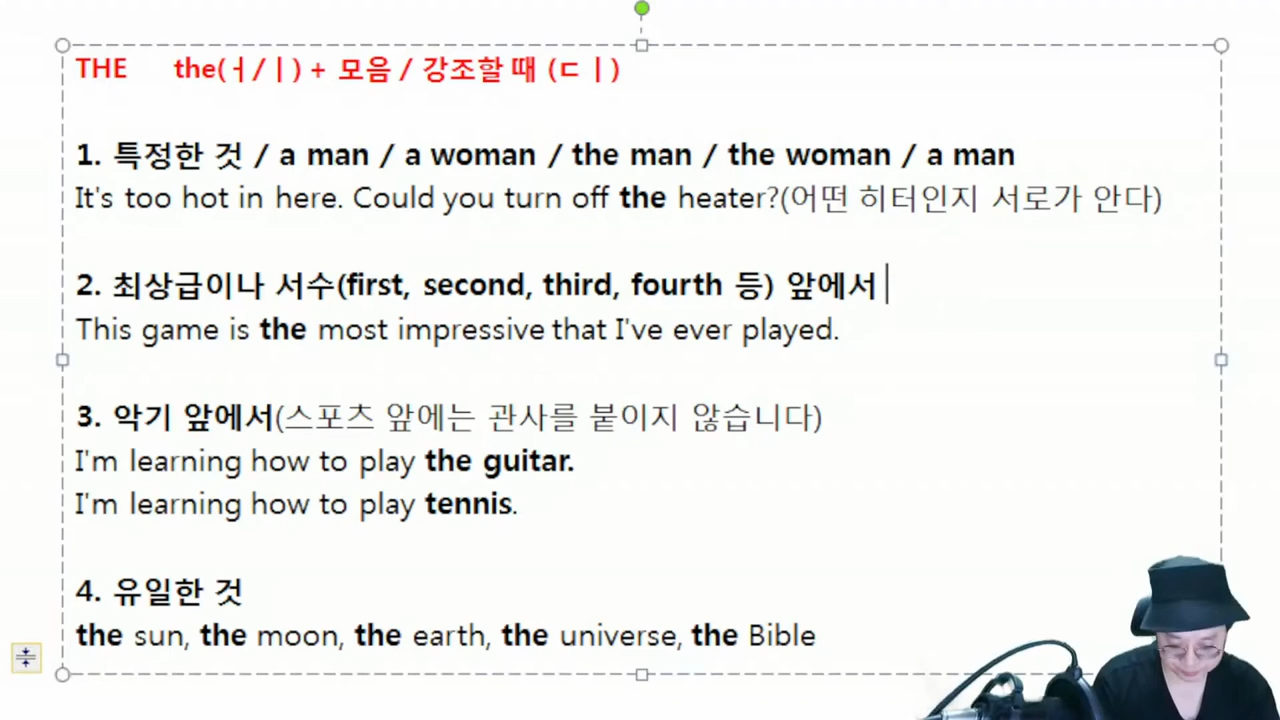 THE the(ㅓ/ㅣ) + 모음 / 강조할 때 (ㄷㅣ)
1. 특정한 것 / a man / a woman / the man / the woman / a man
It's too hot in here. Could you turn off the heater?(어떤 히터인지 서로가 안다)
2. 최상급이나 서수(first, second, third, fourth 등) 앞에서
This game is the most impressive that I've ever played.
3. 악기 앞에서(스포츠 앞에는 관사를 붙이지 않습니다)
I'm learning how to play the guitar.
I'm learning how to play tennis.
4. 유일한 것
the sun, the moon, the earth, the universe, the Bible